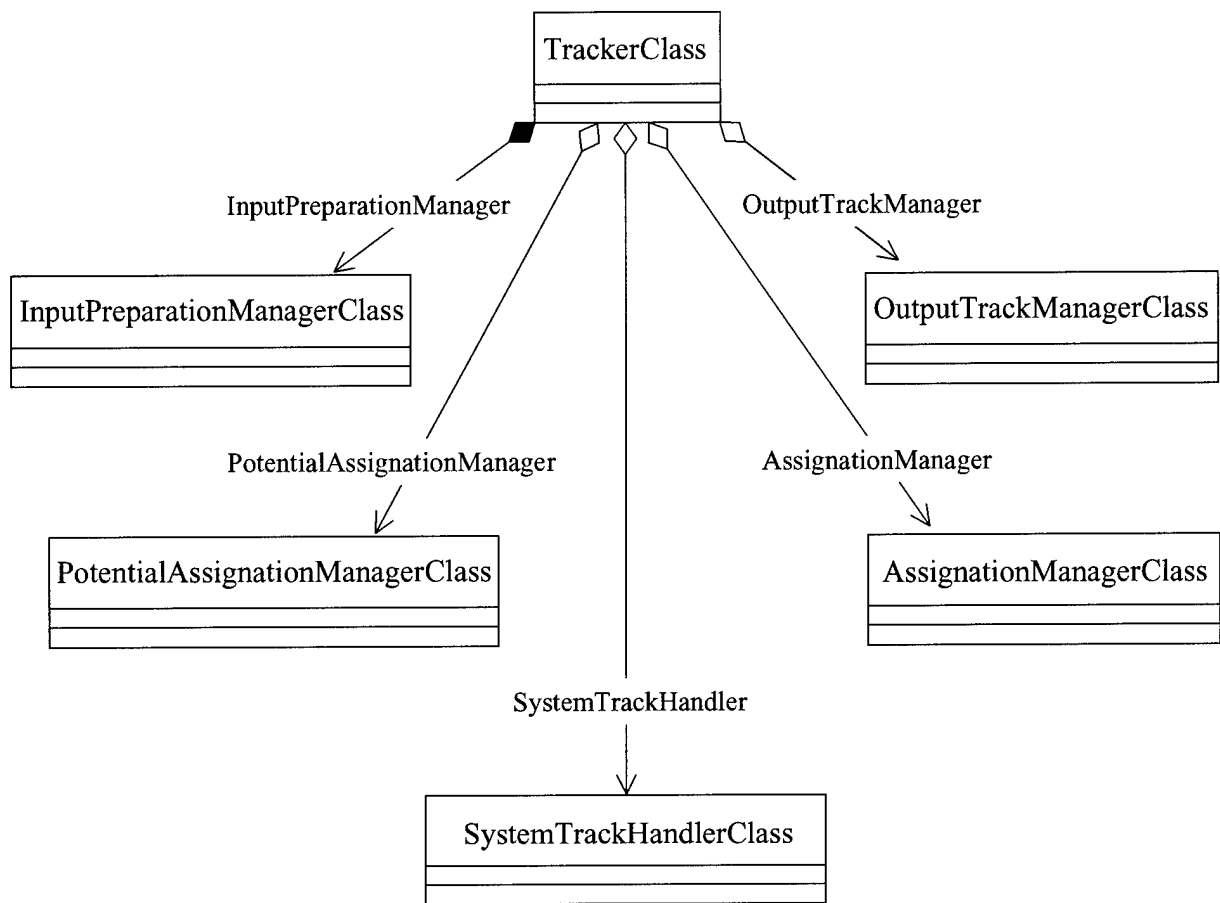 TrackerClass
InputPreparationManager
OutputTrackManager
InputPreparationManagerClass
OutputTrackManagerClass
PotentialAssignationManager
AssignationManager
PotentialAssignationManagerClass
AssignationManagerClass
SystemTrackHandler
SystemTrackHandlerClass